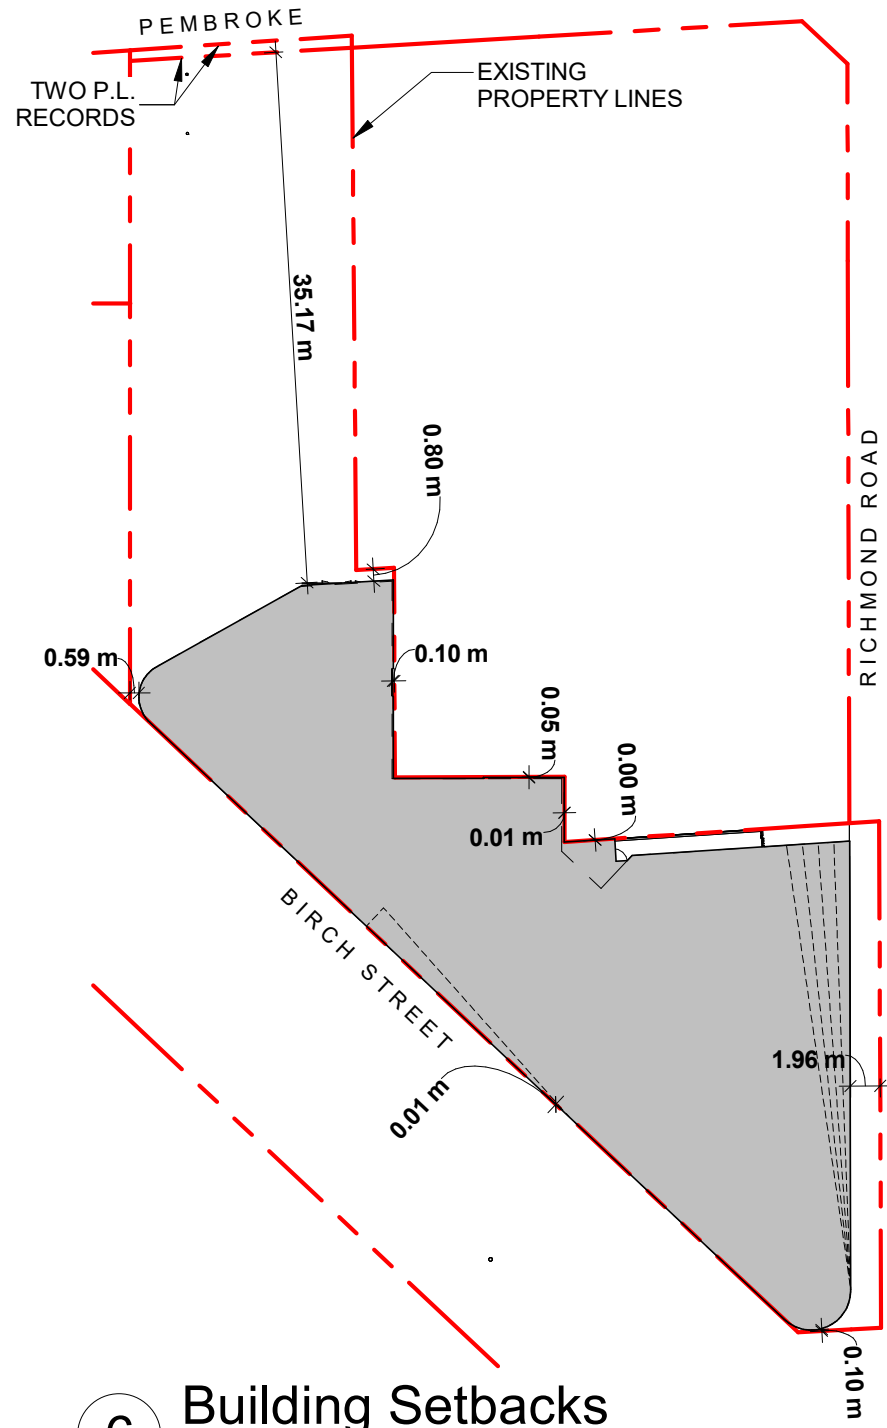 PEMBROKE
TWO P.L.
RECORDS
EXISTING
PROPERTY LINES
35.17 m
0.80 m
RICHMOND ROAD
0.59 m
0.10 m
0.05 m
0.00 m
0.01 m
BIRCH STREET
1.96 m
0.01 m
0.10 m
Building Setbacks